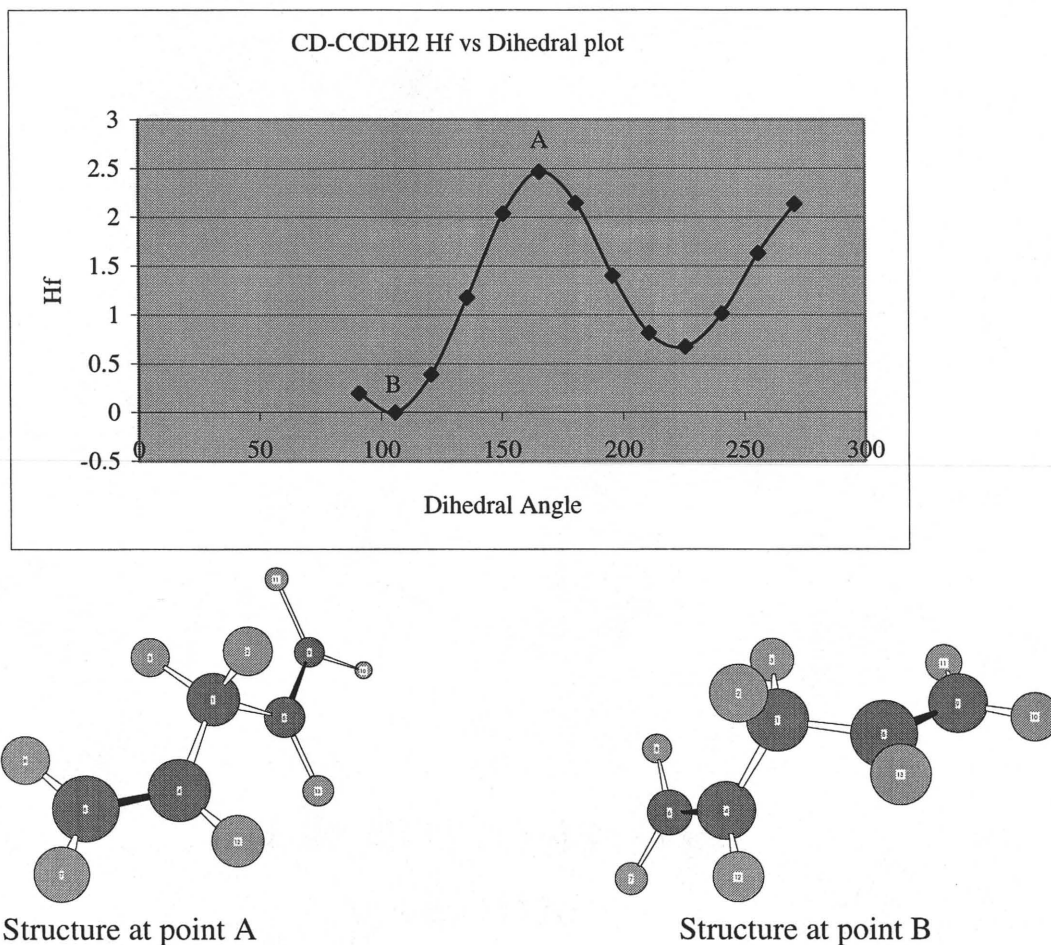 CD-CCDH2 Hf vs Dihedral plot
3
A
2.5
2
1.5
Hf
1
0.5
B
0
0 50 100 150 200 250 300
-0.5
Dihedral Angle
Structure at point A
Structure at point B